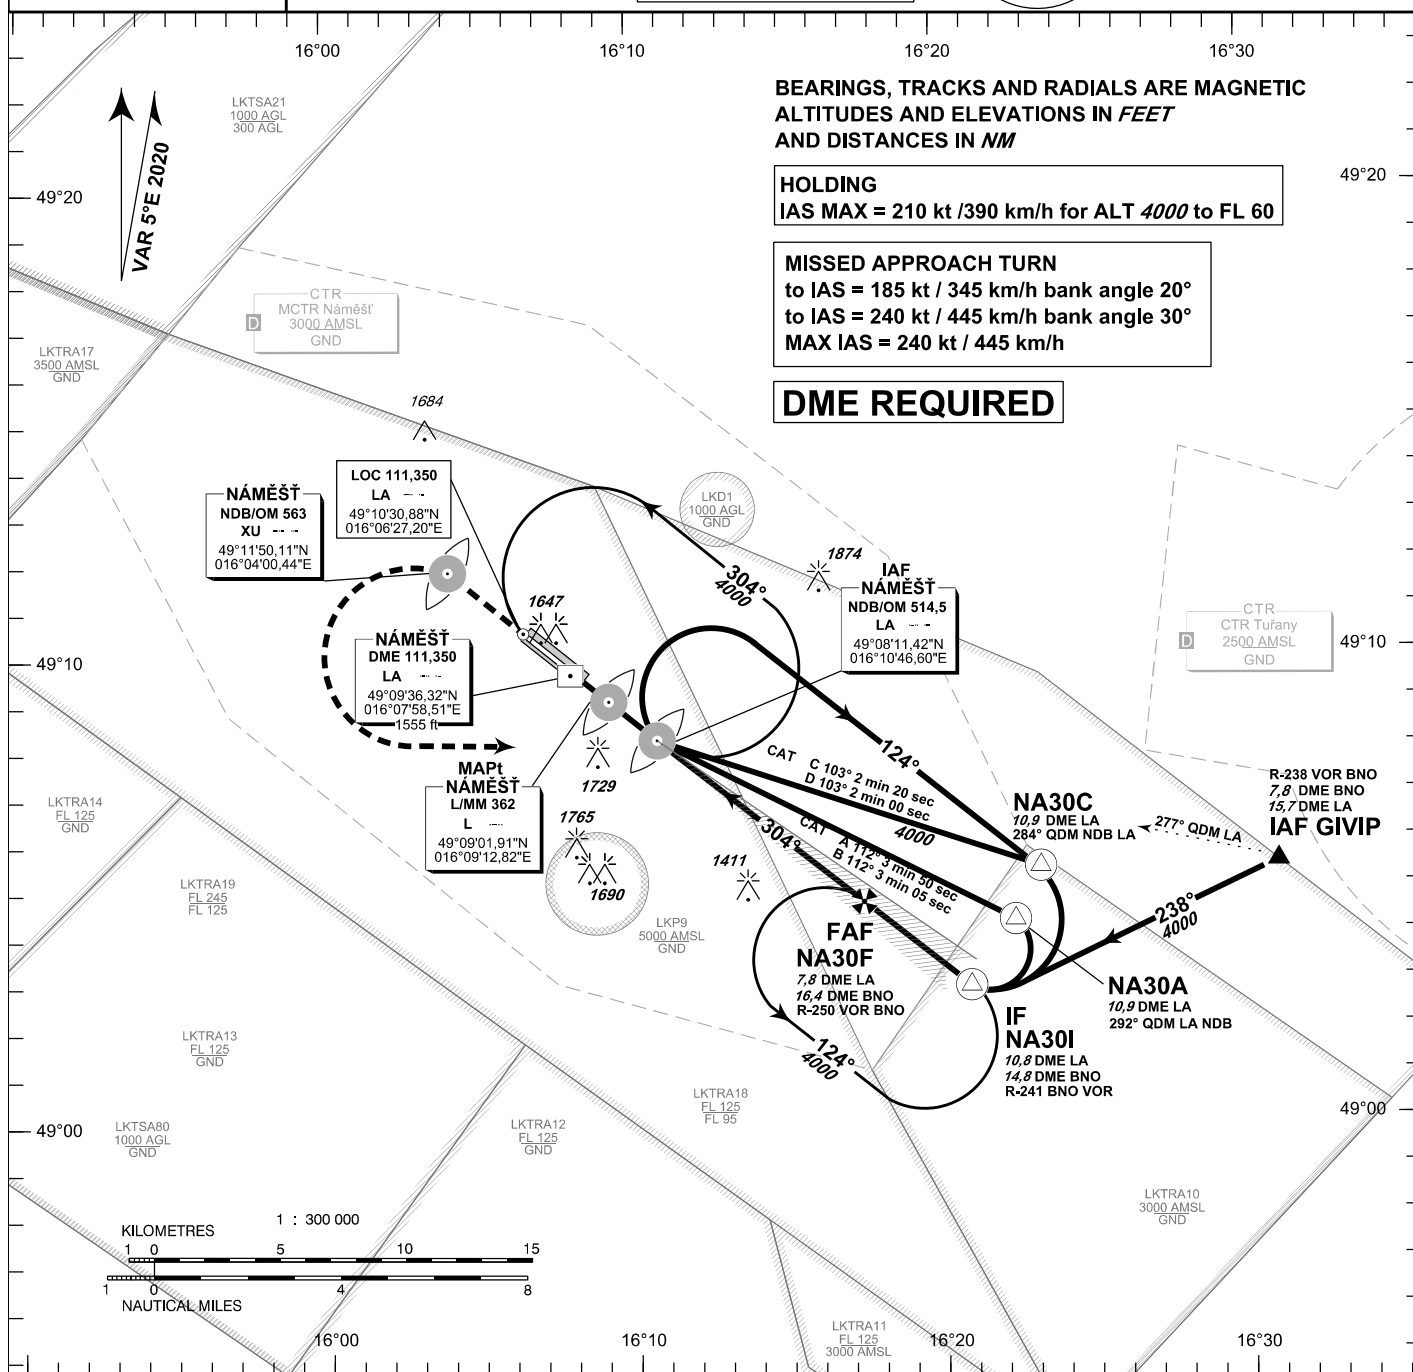 16°00
16°10
16°20
16°30
BEARINGS, TRACKS AND RADIALS ARE MAGNETIC
ALTITUDES AND ELEVATIONS IN FEET
AND DISTANCES IN NM
HOLDING
IAS MAX = 210 kt /390 km/h for ALT 4000 to FL 60
MISSED APPROACH TURN
to IAS = 185 kt / 345 km/h bank angle 20°
to IAS = 240 kt / 445 km/h bank angle 30°
MAX IAS = 240 kt / 445 km/h
DME REQUIRED
VAR 5°E 2020
LKTSA21
1000 AGL
300 AGL
49°20
49°20
CTR
MCTR Náměšť
3000 AMSL
GND
D
LKTRA17
3500 AMSL
GND
1684
NÁMĚŠŤ
NDB/OM 563
XU
49°11'50,11"N
016°04'00,44"E
LOC 111,350
LA
49°10'30,88"N
016°06'27,20"E
LKD1
1000 AGL
GND
1874
304°
4000
IAF
NÁMĚŠŤ
NDB/OM 514,5
LA
49°08'11,42"N
016°10'46,60"E
1647
NÁMĚŠŤ
DME 111,350
LA
49°09'36,32"N
016°07'58,51"E
1555 ft
CTR
CTR Tuřany
2500 AMSL
GND
D
49°10
49°10
124°
MAPt
NÁMĚŠŤ
L/MM 362
L
49°09'01,91"N
016°09'12,82"E
1729
1765
1690
1411
CAT C 103° 2 min 20 sec
D 103° 2 min 00 sec
4000
CAT A 112° 3 min 50 sec
B 112° 3 min 05 sec
304°
NA30C
10,9 DME LA
284° QDM NDB LA
277° QDM LA
R-238 VOR BNO
7,8 DME BNO
15,7 DME LA
IAF GIVIP
238°
4000
LKTRA14
FL 125
GND
LKTRA19
FL 245
FL 125
LKP9
5000 AMSL
GND
FAF
NA30F
7,8 DME LA
16,4 DME BNO
R-250 VOR BNO
NA30A
10,9 DME LA
292° QDM LA NDB
IF
NA30I
10,8 DME LA
14,8 DME BNO
R-241 BNO VOR
124°
4000
LKTRA13
FL 125
GND
LKTRA18
FL 125
FL 95
LKTSA80
1000 AGL
GND
LKTRA12
FL 125
GND
49°00
49°00
LKTRA10
3000 AMSL
GND
LKTRA11
FL 125
3000 AMSL
1 : 300 000
KILOMETRES
1 0 5 10 15
1 0 4 8
NAUTICAL MILES
16°00
16°10
16°20
16°30